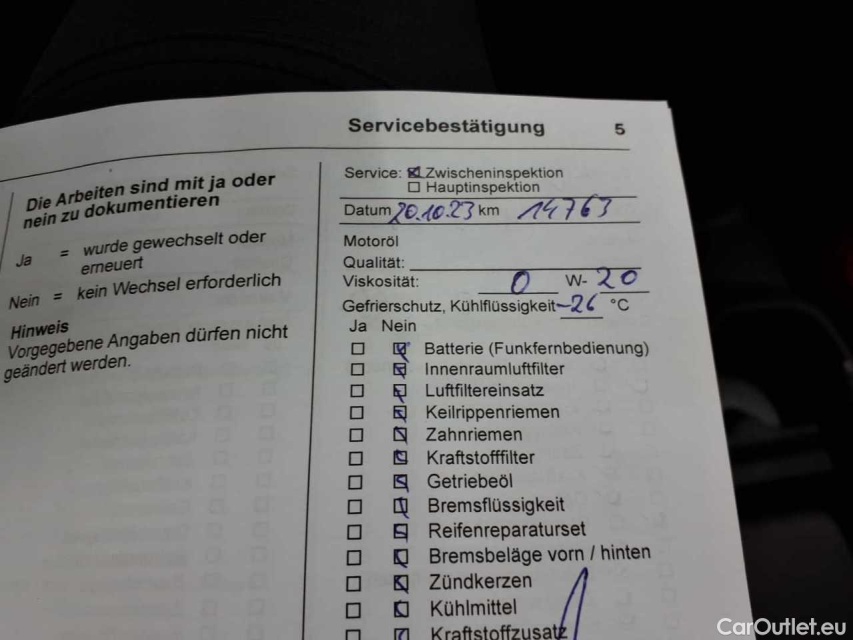 Servicebestätigung 5
Die Arbeiten sind mit ja oder
nein zu dokumentieren
Ja = wurde gewechselt oder
erneuert
Nein = kein Wechsel erforderlich
Hinweis
Vorgegebene Angaben dürfen nicht
geändert werden.
Service: ☒ Zwischeninspektion
☐ Hauptinspektion
Datum 20.10.23 km 14763
Motoröl
Qualität:
Viskosität: 0 W- 20
Gefrierschutz, Kühlflüssigkeit -26 °C
Ja Nein
Batterie (Funkfernbedienung)
Innenraumluftfilter
Luftfiltereinsatz
Keilrippenriemen
Zahnriemen
Kraftstofffilter
Getriebeöl
Bremsflüssigkeit
Reifenreparaturset
Bremsbeläge vorn / hinten
Zündkerzen
Kühlmittel
Kraftstoffzusatz
CarOutlet.eu